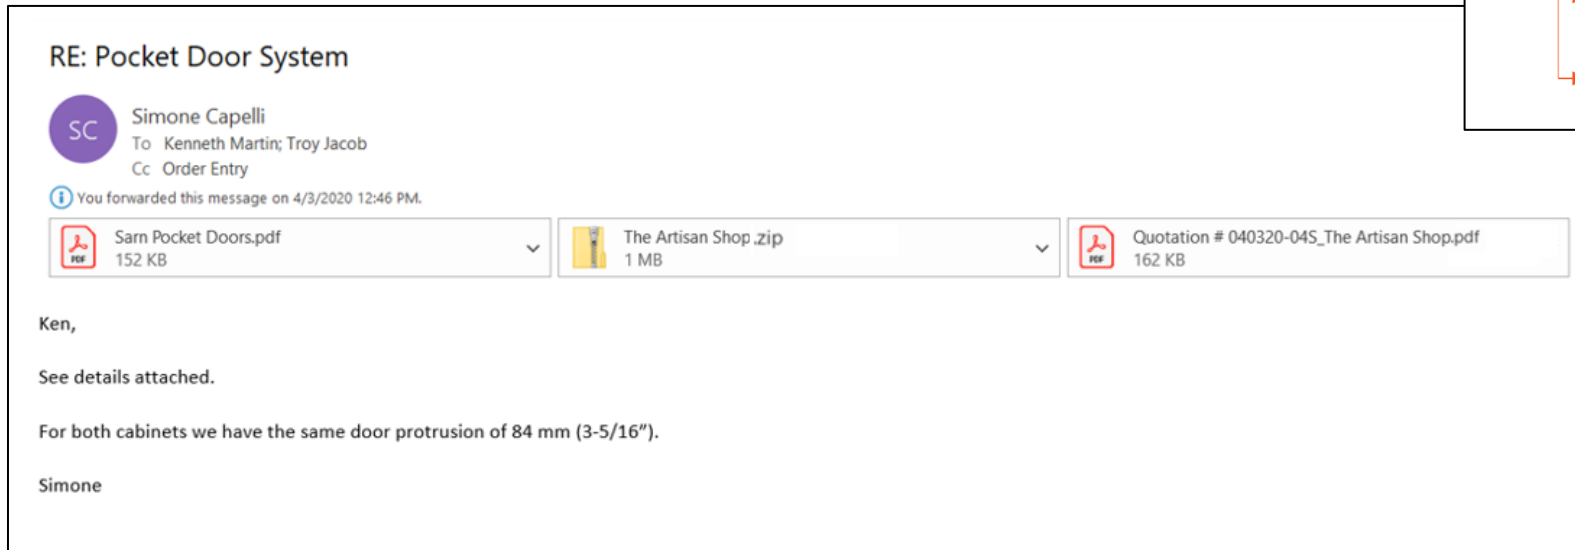 RE: Pocket Door System
SC
Simone Capelli
To Kenneth Martin; Troy Jacob
Cc Order Entry
You forwarded this message on 4/3/2020 12:46 PM.
PDF
Sarn Pocket Doors.pdf
152 KB
The Artisan Shop.zip
1 MB
PDF
Quotation # 040320-04S_The Artisan Shop.pdf
162 KB
Ken,
See details attached.
For both cabinets we have the same door protrusion of 84 mm (3-5/16″).
Simone